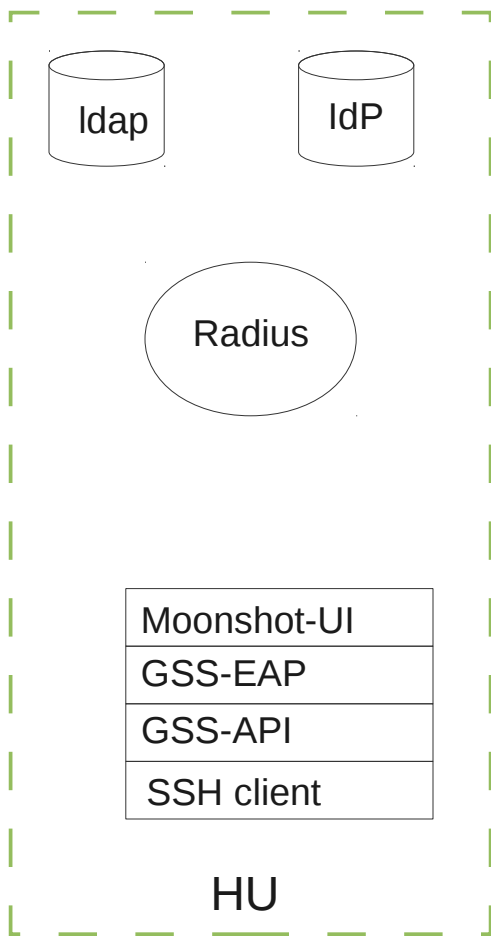 ldap
IdP
Radius
Moonshot-UI
GSS-EAP
GSS-API
SSH client
HU